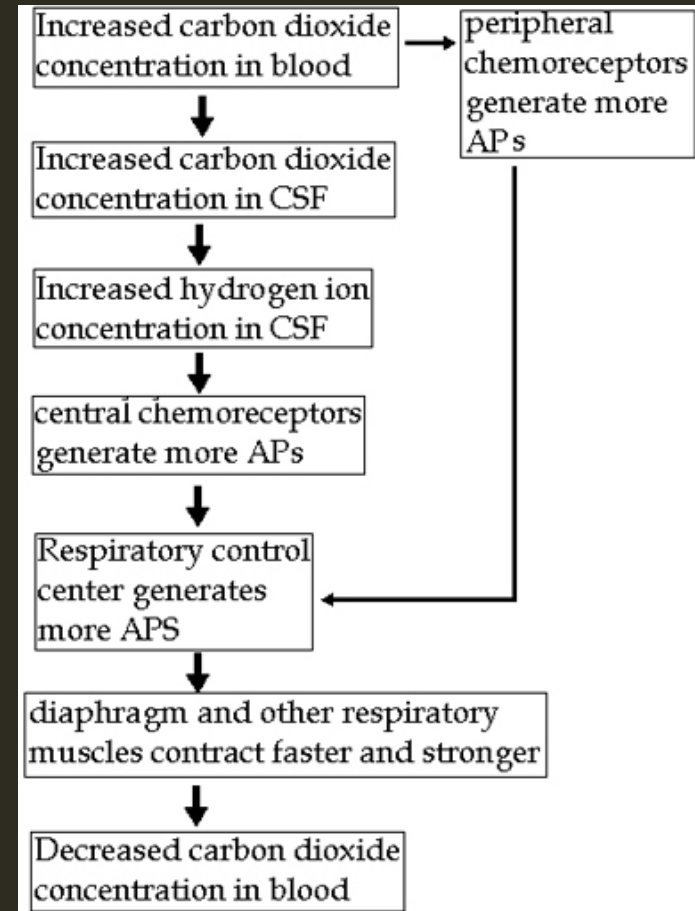 Increased carbon dioxide
concentration in blood
peripheral
chemoreceptors
generate more
APs
Increased carbon dioxide
concentration in CSF
Increased hydrogen ion
concentration in CSF
central chemoreceptors
generate more APs
Respiratory control
center generates
more APS
diaphragm and other respiratory
muscles contract faster and stronger
Decreased carbon dioxide
concentration in blood